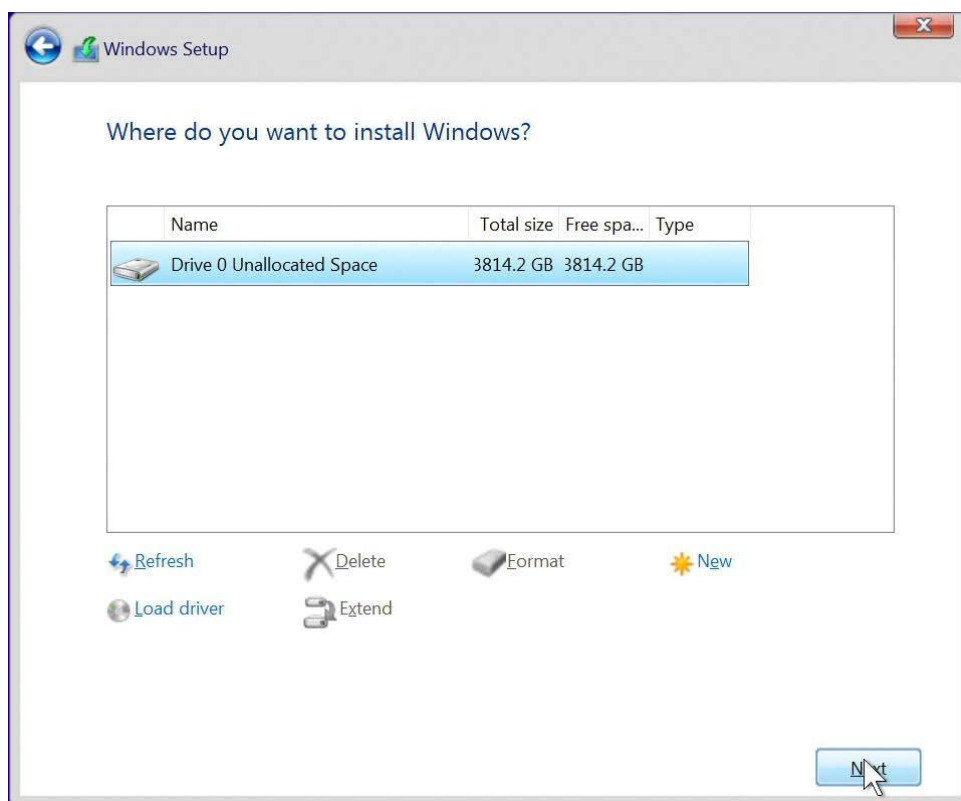 Windows Setup
Where do you want to install Windows?
Name Total size Free spa... Type
Drive 0 Unallocated Space 3814.2 GB 3814.2 GB
Refresh Delete Format New
Load driver Extend
Next